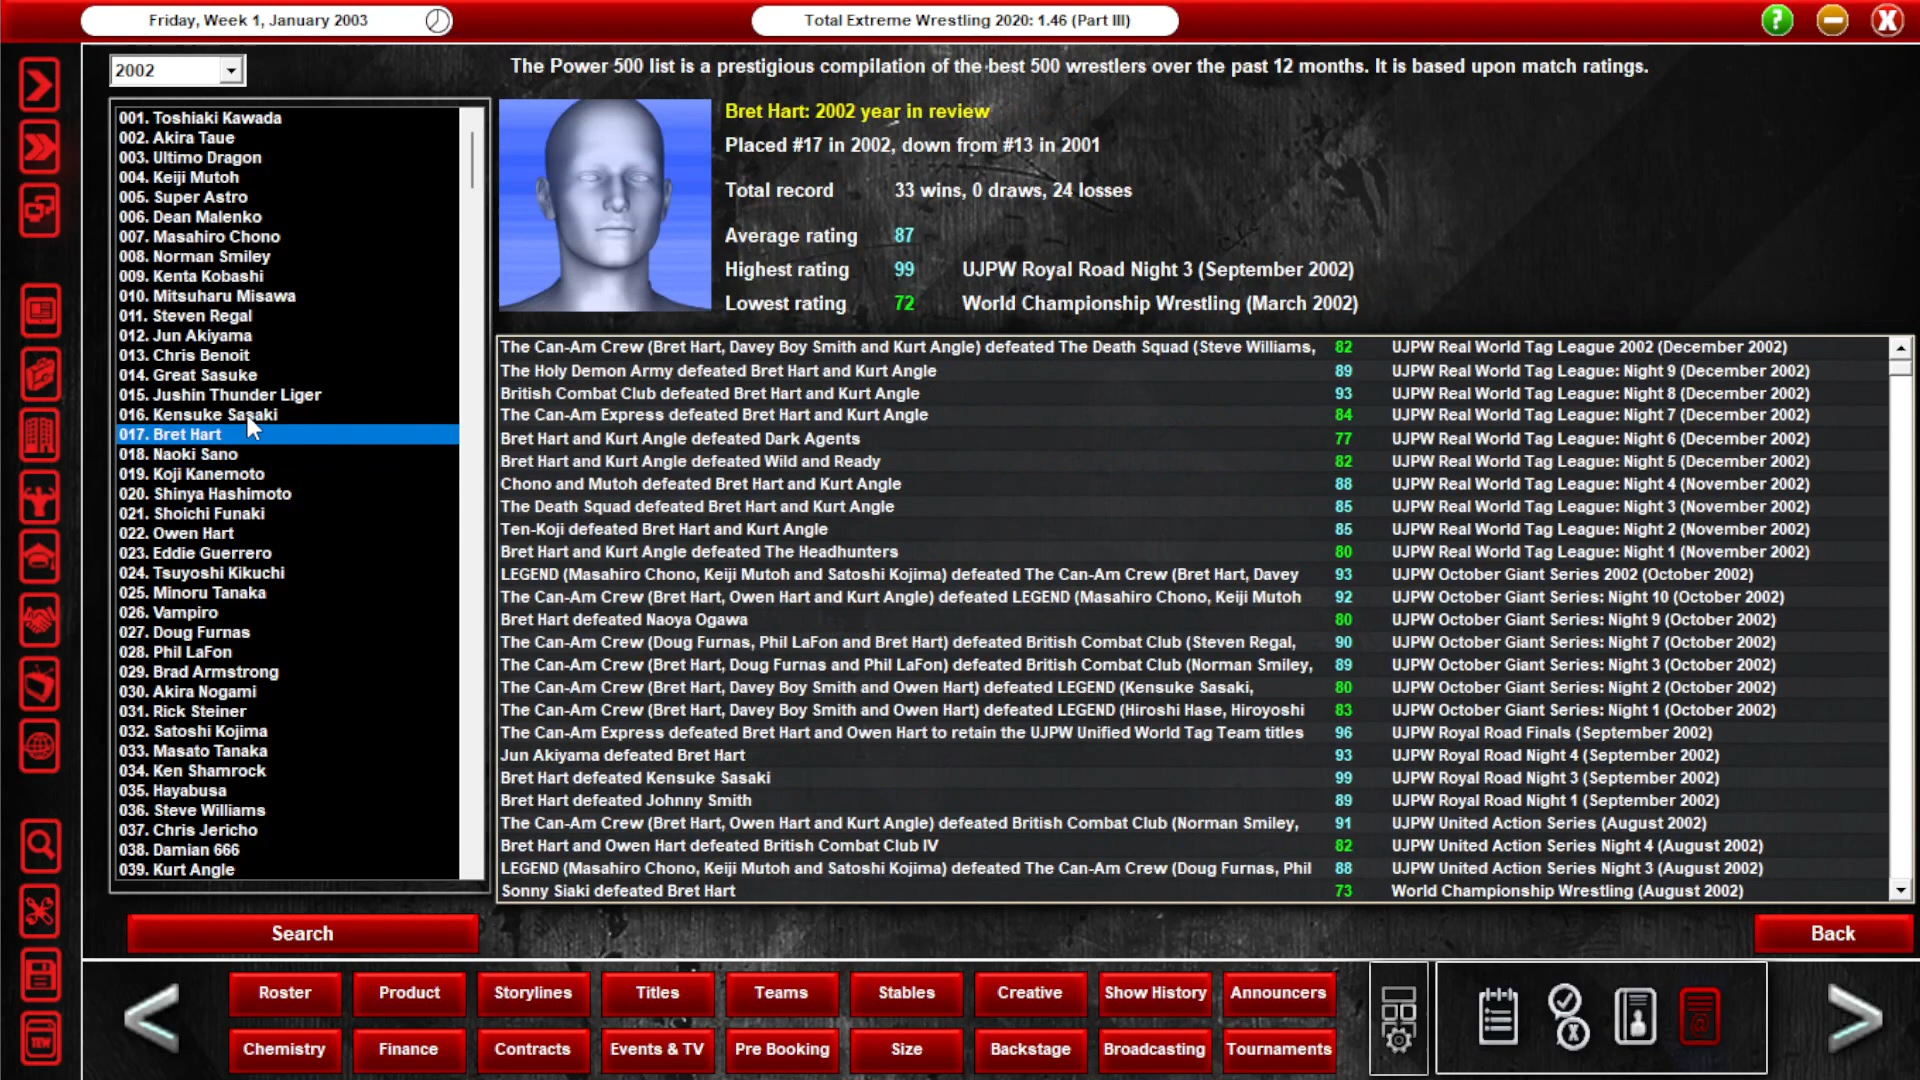 Friday, Week 1, January 2003
Total Extreme Wrestling 2020: 1.46 (Part III)
?
X
2002
The Power 500 list is a prestigious compilation of the best 500 wrestlers over the past 12 months. It is based upon match ratings.
001. Toshiaki Kawada
002. Akira Taue
003. Ultimo Dragon
004. Keiji Mutoh
005. Super Astro
006. Dean Malenko
007. Masahiro Chono
008. Norman Smiley
009. Kenta Kobashi
010. Mitsuharu Misawa
011. Steven Regal
012. Jun Akiyama
013. Chris Benoit
014. Great Sasuke
015. Jushin Thunder Liger
016. Kensuke Sasaki
017. Bret Hart
018. Naoki Sano
019. Koji Kanemoto
020. Shinya Hashimoto
021. Shoichi Funaki
022. Owen Hart
023. Eddie Guerrero
024. Tsuyoshi Kikuchi
025. Minoru Tanaka
026. Vampiro
027. Doug Furnas
028. Phil LaFon
029. Brad Armstrong
030. Akira Nogami
031. Rick Steiner
032. Satoshi Kojima
033. Masato Tanaka
034. Ken Shamrock
035. Hayabusa
036. Steve Williams
037. Chris Jericho
038. Damian 666
039. Kurt Angle
Bret Hart: 2002 year in review
Placed #17 in 2002, down from #13 in 2001
Total record 33 wins, 0 draws, 24 losses
Average rating 87
Highest rating 99 UJPW Royal Road Night 3 (September 2002)
Lowest rating 72 World Championship Wrestling (March 2002)
The Can-Am Crew (Bret Hart, Davey Boy Smith and Kurt Angle) defeated The Death Squad (Steve Williams, 82 UJPW Real World Tag League 2002 (December 2002)
The Holy Demon Army defeated Bret Hart and Kurt Angle 89 UJPW Real World Tag League: Night 9 (December 2002)
British Combat Club defeated Bret Hart and Kurt Angle 93 UJPW Real World Tag League: Night 8 (December 2002)
The Can-Am Express defeated Bret Hart and Kurt Angle 84 UJPW Real World Tag League: Night 7 (December 2002)
Bret Hart and Kurt Angle defeated Dark Agents 77 UJPW Real World Tag League: Night 6 (December 2002)
Bret Hart and Kurt Angle defeated Wild and Ready 82 UJPW Real World Tag League: Night 5 (December 2002)
Chono and Mutoh defeated Bret Hart and Kurt Angle 88 UJPW Real World Tag League: Night 4 (November 2002)
The Death Squad defeated Bret Hart and Kurt Angle 85 UJPW Real World Tag League: Night 3 (November 2002)
Ten-Koji defeated Bret Hart and Kurt Angle 85 UJPW Real World Tag League: Night 2 (November 2002)
Bret Hart and Kurt Angle defeated The Headhunters 80 UJPW Real World Tag League: Night 1 (November 2002)
LEGEND (Masahiro Chono, Keiji Mutoh and Satoshi Kojima) defeated The Can-Am Crew (Bret Hart, Davey 93 UJPW October Giant Series 2002 (October 2002)
The Can-Am Crew (Bret Hart, Owen Hart and Kurt Angle) defeated LEGEND (Masahiro Chono, Keiji Mutoh 92 UJPW October Giant Series: Night 10 (October 2002)
Bret Hart defeated Naoya Ogawa 80 UJPW October Giant Series: Night 9 (October 2002)
The Can-Am Crew (Doug Furnas, Phil LaFon and Bret Hart) defeated British Combat Club (Steven Regal, 90 UJPW October Giant Series: Night 7 (October 2002)
The Can-Am Crew (Bret Hart, Doug Furnas and Phil LaFon) defeated British Combat Club (Norman Smiley, 89 UJPW October Giant Series: Night 3 (October 2002)
The Can-Am Crew (Bret Hart, Davey Boy Smith and Owen Hart) defeated LEGEND (Kensuke Sasaki, 80 UJPW October Giant Series: Night 2 (October 2002)
The Can-Am Crew (Bret Hart, Davey Boy Smith and Owen Hart) defeated LEGEND (Hiroshi Hase, Hiroyoshi 83 UJPW October Giant Series: Night 1 (October 2002)
The Can-Am Express defeated Bret Hart and Owen Hart to retain the UJPW Unified World Tag Team titles 96 UJPW Royal Road Finals (September 2002)
Jun Akiyama defeated Bret Hart 93 UJPW Royal Road Night 4 (September 2002)
Bret Hart defeated Kensuke Sasaki 99 UJPW Royal Road Night 3 (September 2002)
Bret Hart defeated Johnny Smith 89 UJPW Royal Road Night 1 (September 2002)
The Can-Am Crew (Bret Hart, Owen Hart and Kurt Angle) defeated British Combat Club (Norman Smiley, 91 UJPW United Action Series (August 2002)
Bret Hart and Owen Hart defeated British Combat Club IV 82 UJPW United Action Series Night 4 (August 2002)
LEGEND (Masahiro Chono, Keiji Mutoh and Satoshi Kojima) defeated The Can-Am Crew (Doug Furnas, Phil 88 UJPW United Action Series Night 3 (August 2002)
Sonny Siaki defeated Bret Hart 73 World Championship Wrestling (August 2002)
Search
Back
Roster Product Storylines Titles Teams Stables Creative Show History Announcers
Chemistry Finance Contracts Events & TV Pre Booking Size Backstage Broadcasting Tournaments
TEW